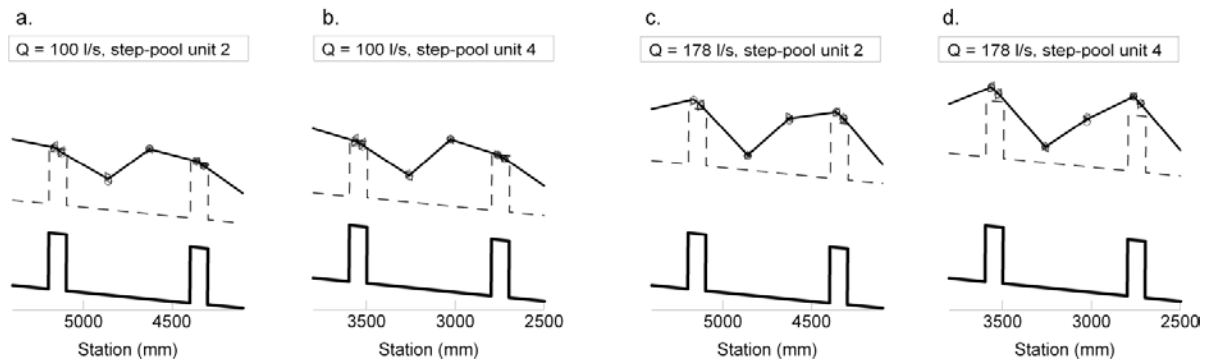 a.
Q = 100 l/s, step-pool unit 2
5000 4500
Station (mm)
b.
Q = 100 l/s, step-pool unit 4
3500 3000 2500
Station (mm)
c.
Q = 178 l/s, step-pool unit 2
5000 4500
Station (mm)
d.
Q = 178 l/s, step-pool unit 4
3500 3000 2500
Station (mm)